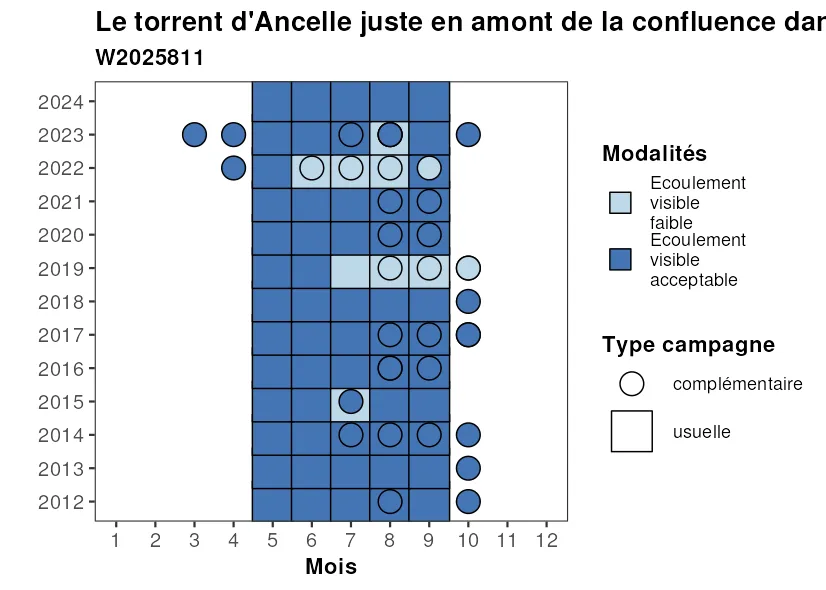 Le torrent d'Ancelle juste en amont de la confluence dar
W2025811
2024
2023
2022
2021
2020
2019
2018
2017
2016
2015
2014
2013
2012
1 2 3 4 5 6 7 8 9 10 11 12
Mois
Modalités
Ecoulement
visible
faible
Ecoulement
visible
acceptable
Type campagne
complémentaire
usuelle